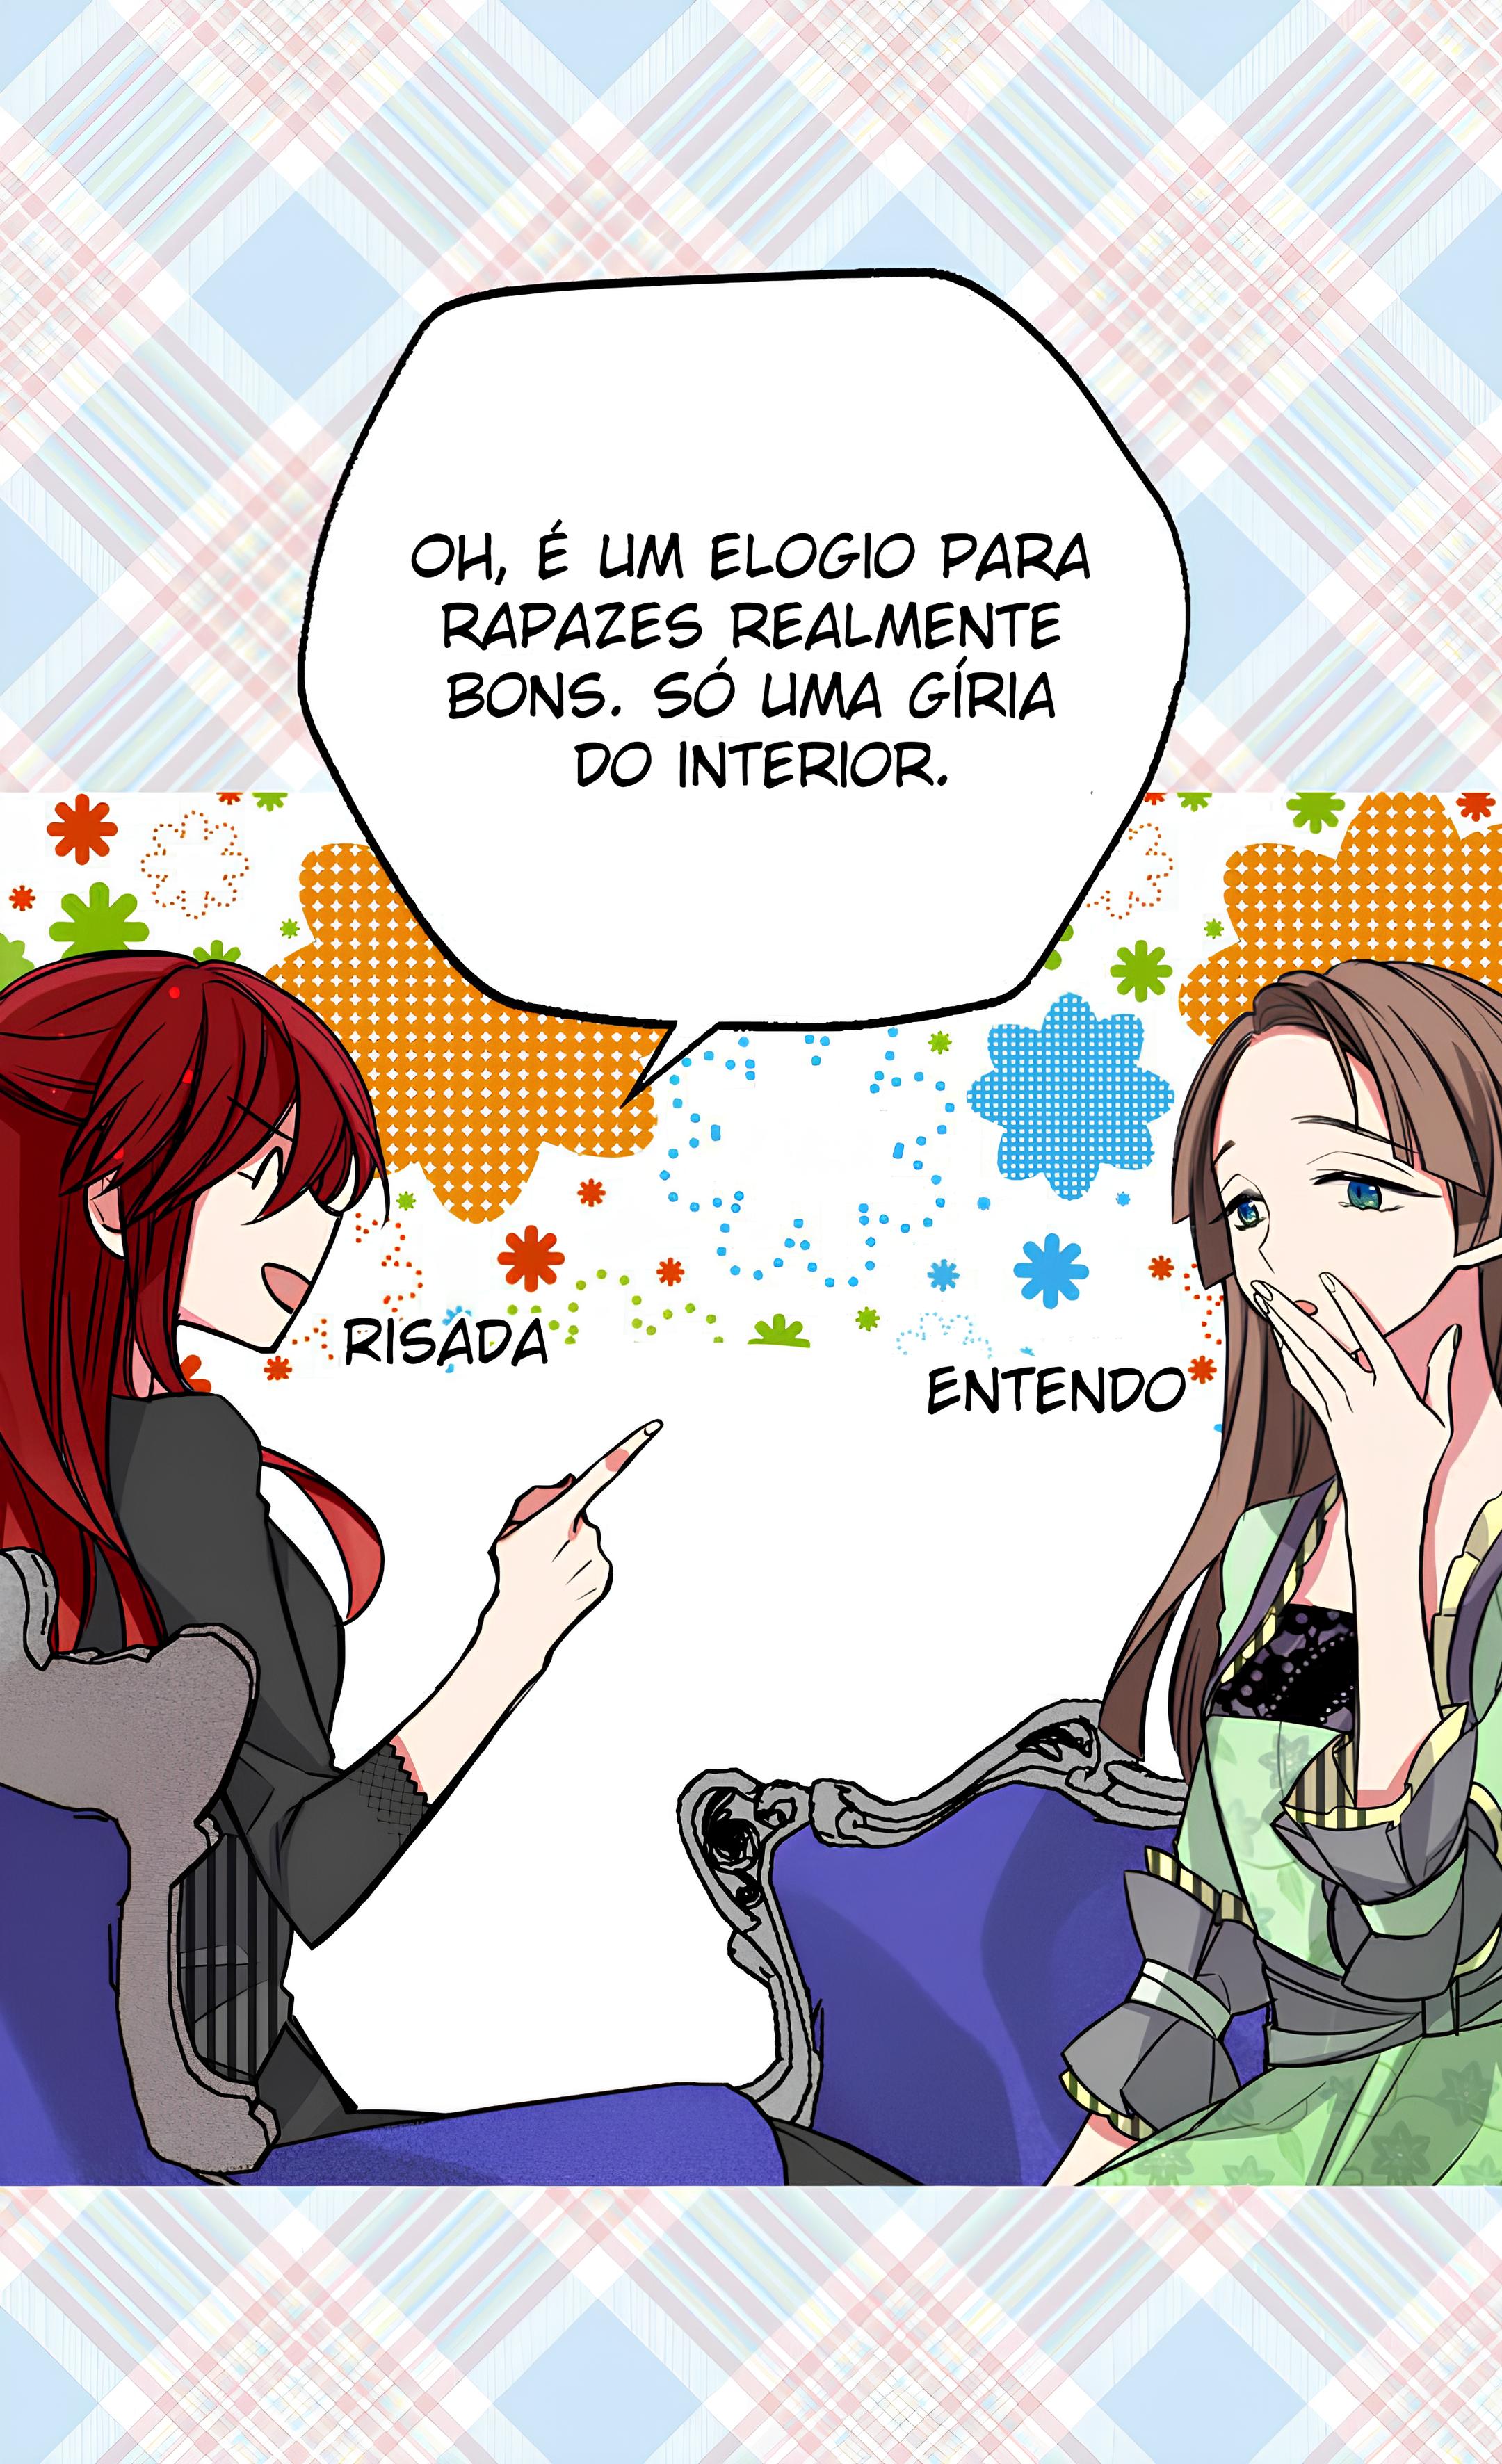 OH, É UM ELOGIO PARA
RAPAZES REALMENTE
BONS. SÓ UMA GÍRIA
DO INTERIOR.
RISADA
ENTENDO